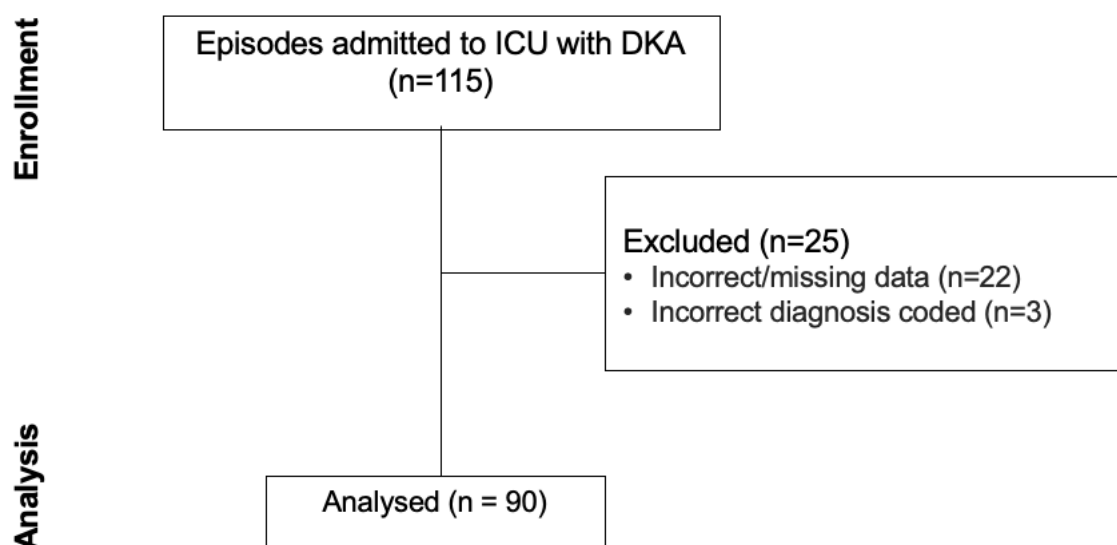 Enrollment
Episodes admitted to ICU with DKA
(n=115)
Excluded (n=25)
• Incorrect/missing data (n=22)
• Incorrect diagnosis coded (n=3)
Analysis
Analysed (n = 90)